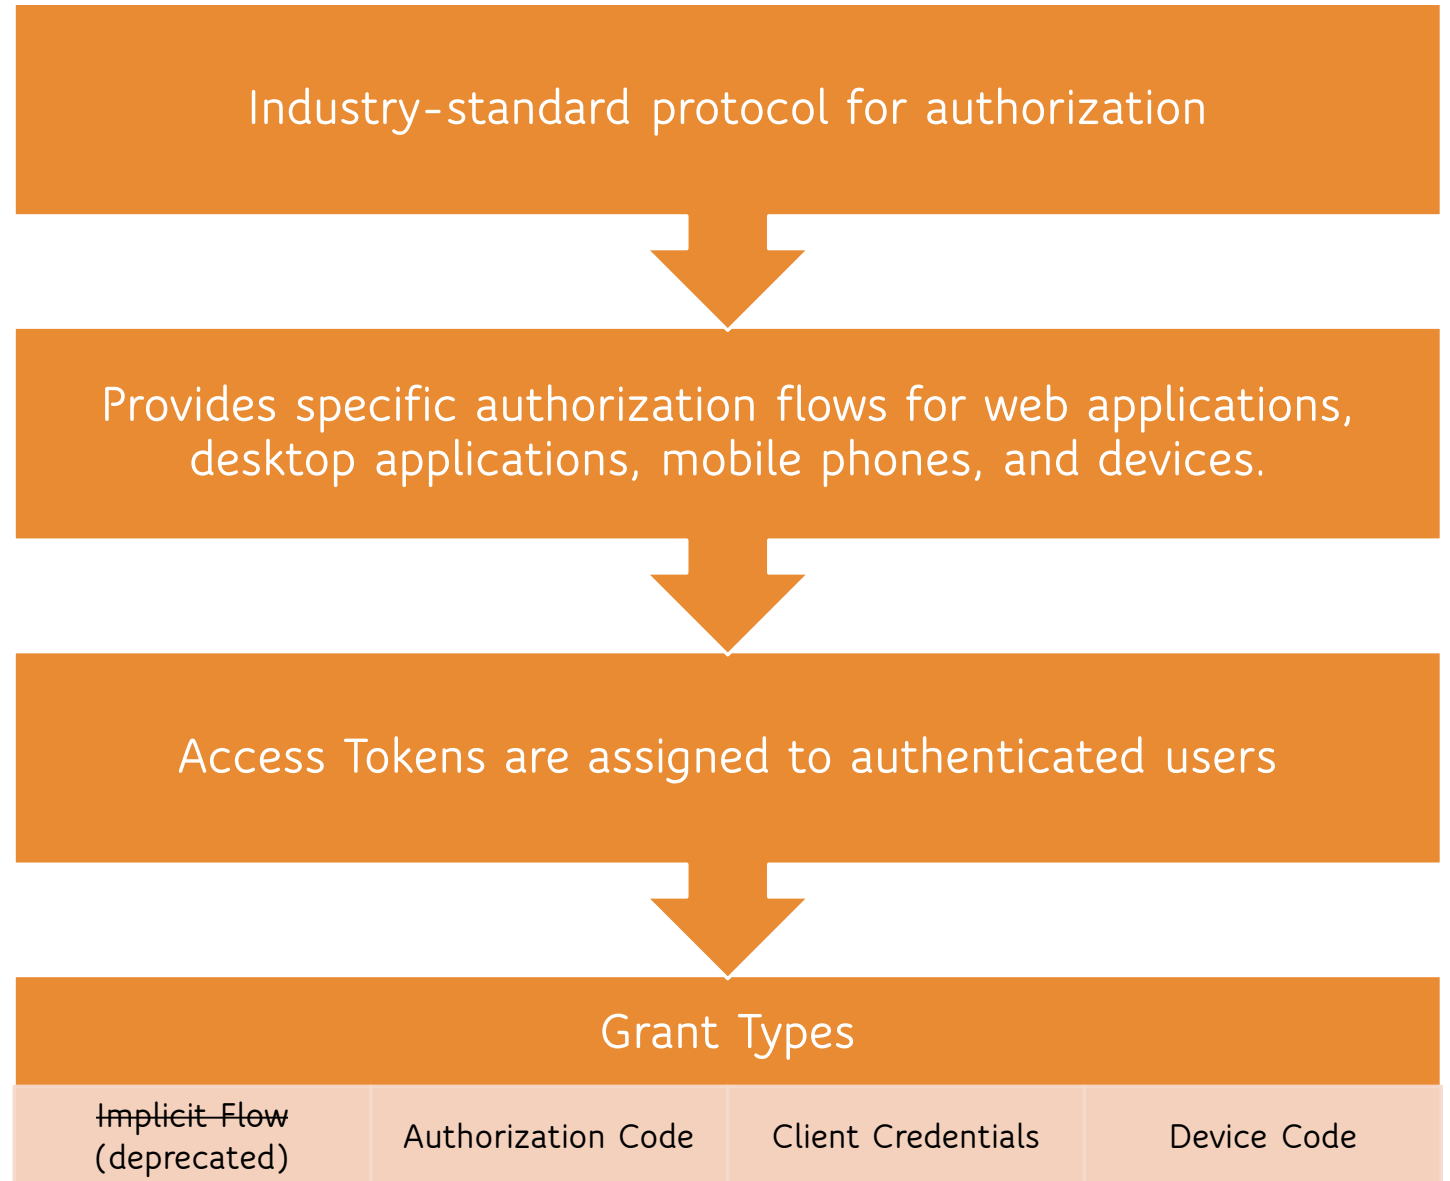 Industry-standard protocol for authorization
Provides specific authorization flows for web applications,
desktop applications, mobile phones, and devices.
Access Tokens are assigned to authenticated users
Grant Types
Implicit Flow
(deprecated)
Authorization Code
Client Credentials
Device Code